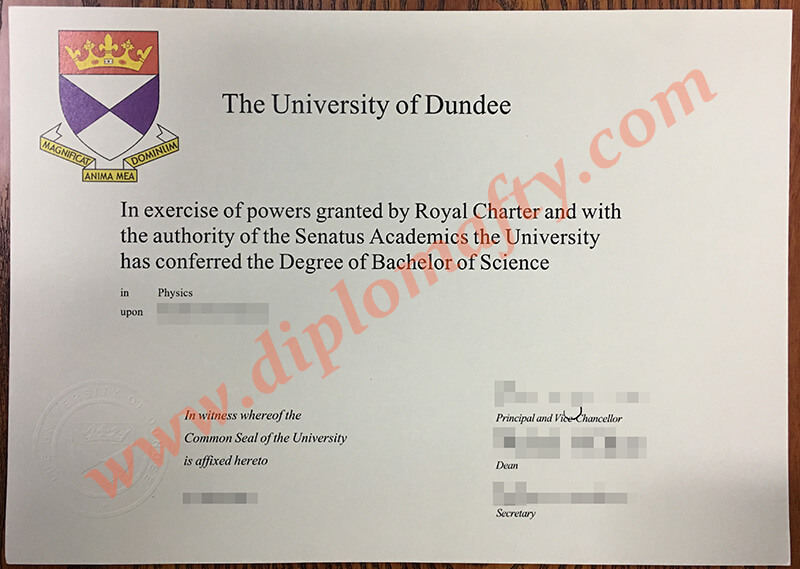 The University of Dundee
MAGNIFICAT
DOMINUM
ANIMA MEA
In exercise of powers granted by Royal Charter and with
the authority of the Senatus Academics the University
has conferred the Degree of Bachelor of Science
in Physics
upon
www.diplomafty.com
In witness whereof the
Common Seal of the University
is affixed hereto
Principal and Vice-Chancellor
Dean
Secretary